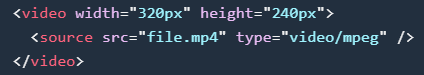 <video width="320px" height="240px">
  <source src="file.mp4" type="video/mpeg" />
</video>